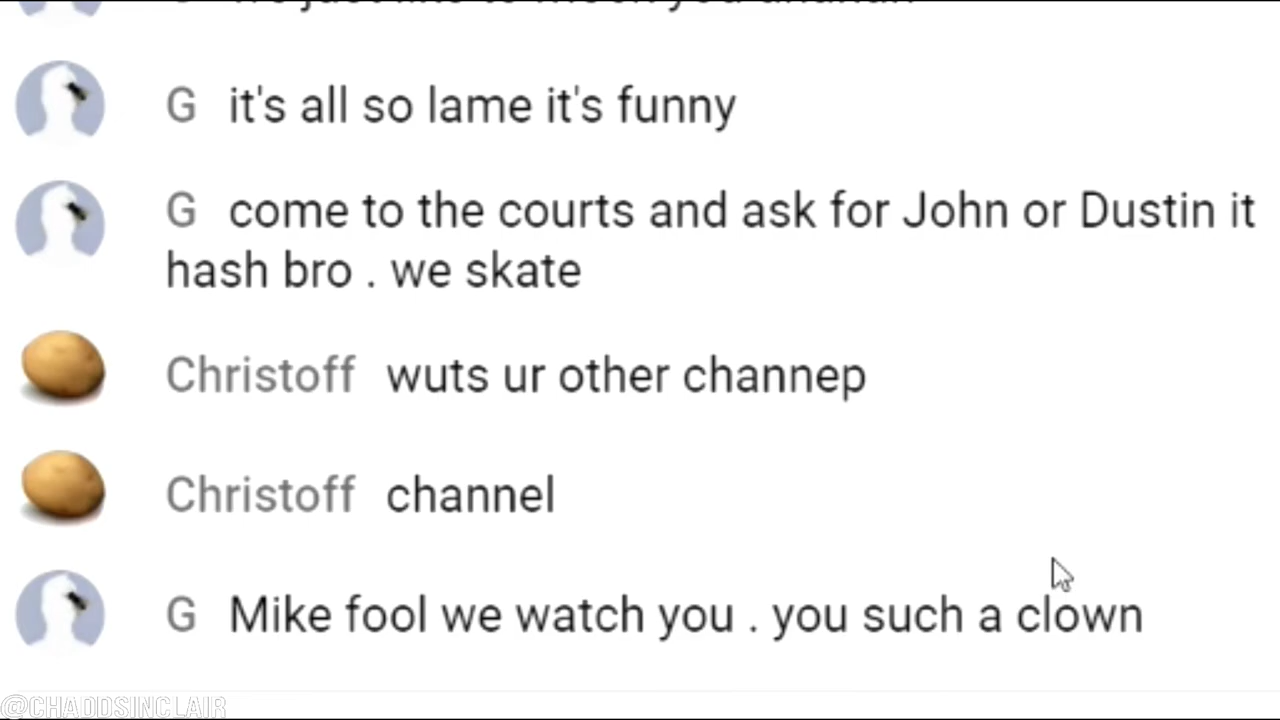 G it's all so lame it's funny
G come to the courts and ask for John or Dustin it
hash bro . we skate
Christoff wuts ur other channep
Christoff channel
G Mike fool we watch you . you such a clown
@CHADDSINCLAIR